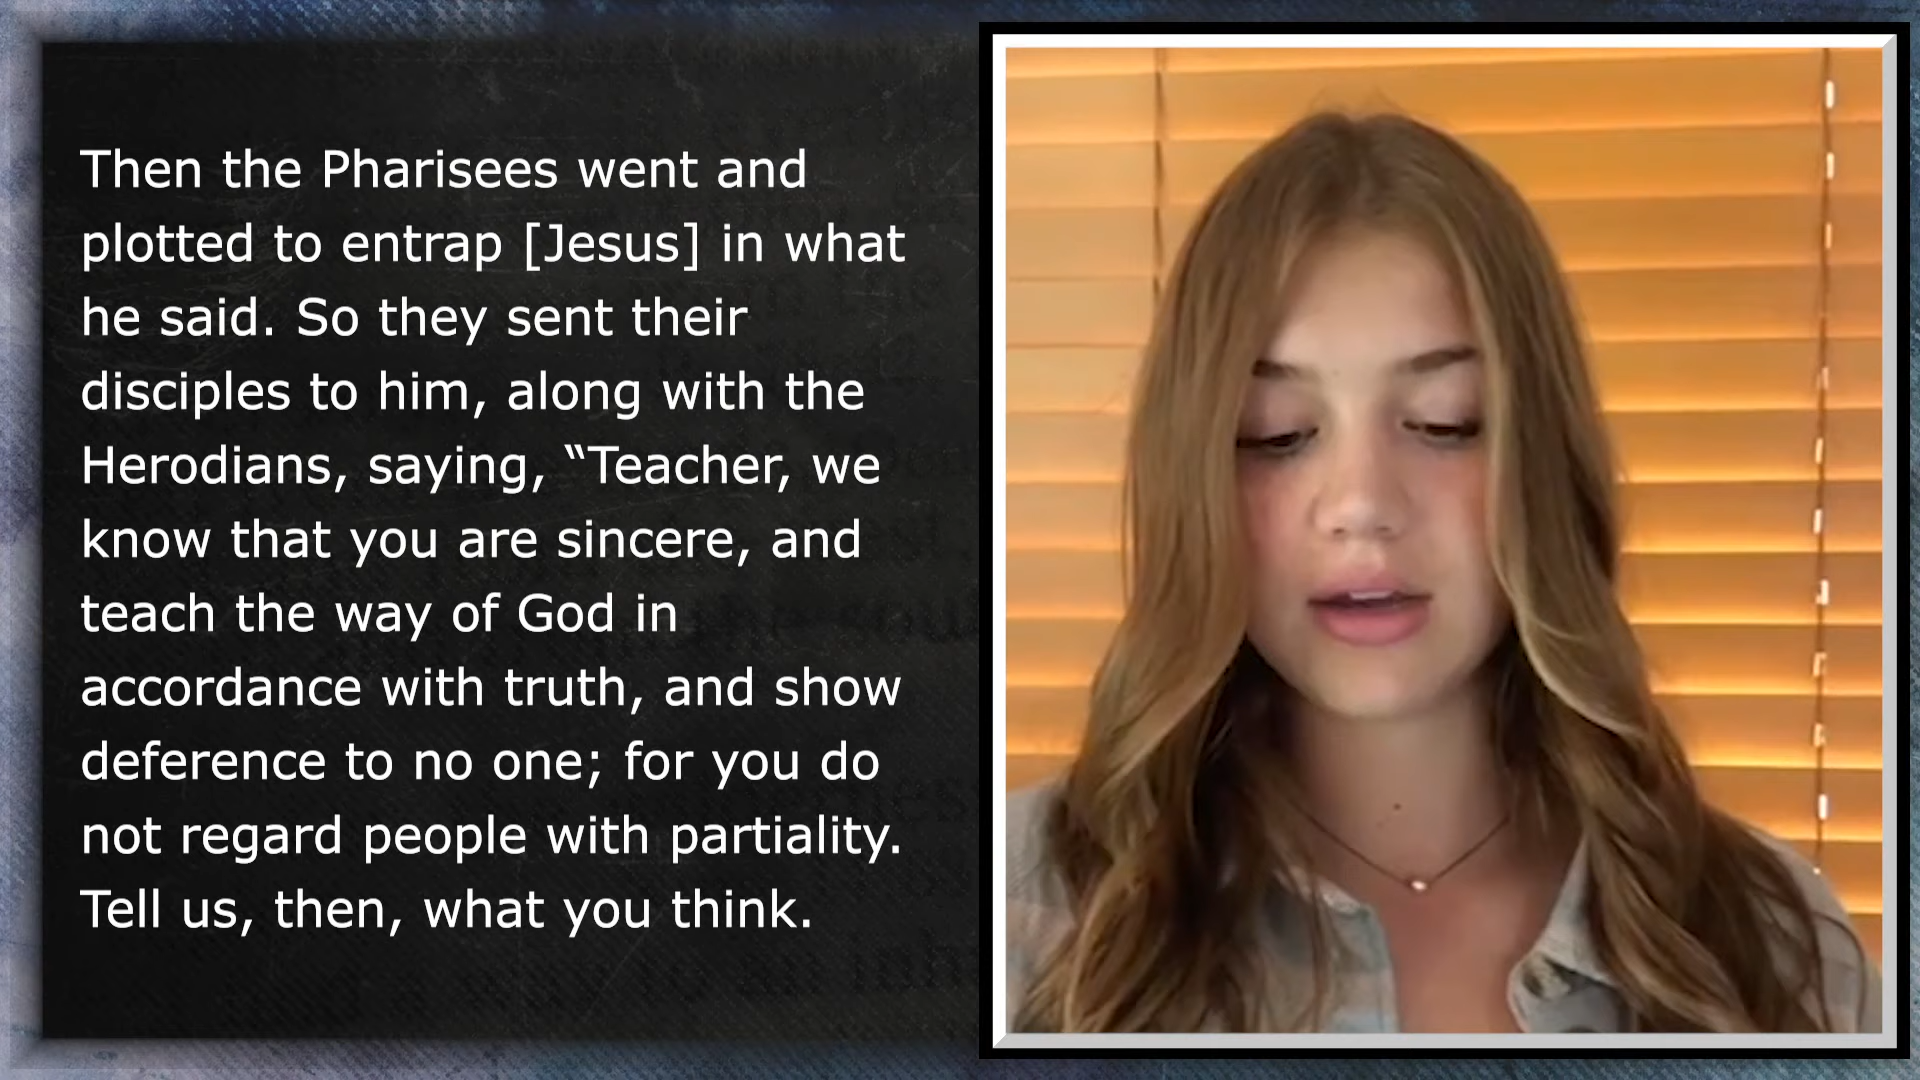 Then the Pharisees went and
plotted to entrap [Jesus] in what
he said. So they sent their
disciples to him, along with the
Herodians, saying, “Teacher, we
know that you are sincere, and
teach the way of God in
accordance with truth, and show
deference to no one; for you do
not regard people with partiality.
Tell us, then, what you think.